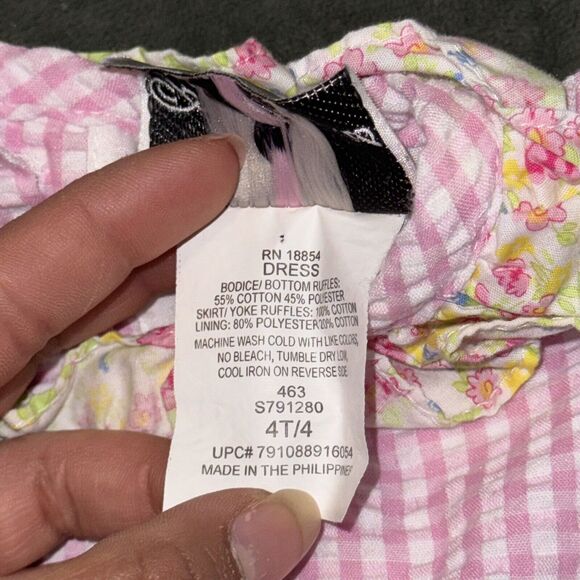 RN 18854
DRESS
BODICE/ BOTTOM RUFFLES:
55% COTTON 45% POLYESTER
SKIRT/ YOKE RUFFLES: 100% COTTON
LINING: 80% POLYESTER/20% COTTON
MACHINE WASH COLD WITH LIKE COLORS,
NO BLEACH, TUMBLE DRY LOW,
COOL IRON ON REVERSE SIDE
463
S791280
4T/4
UPC# 791088916054
MADE IN THE PHILIPPINES